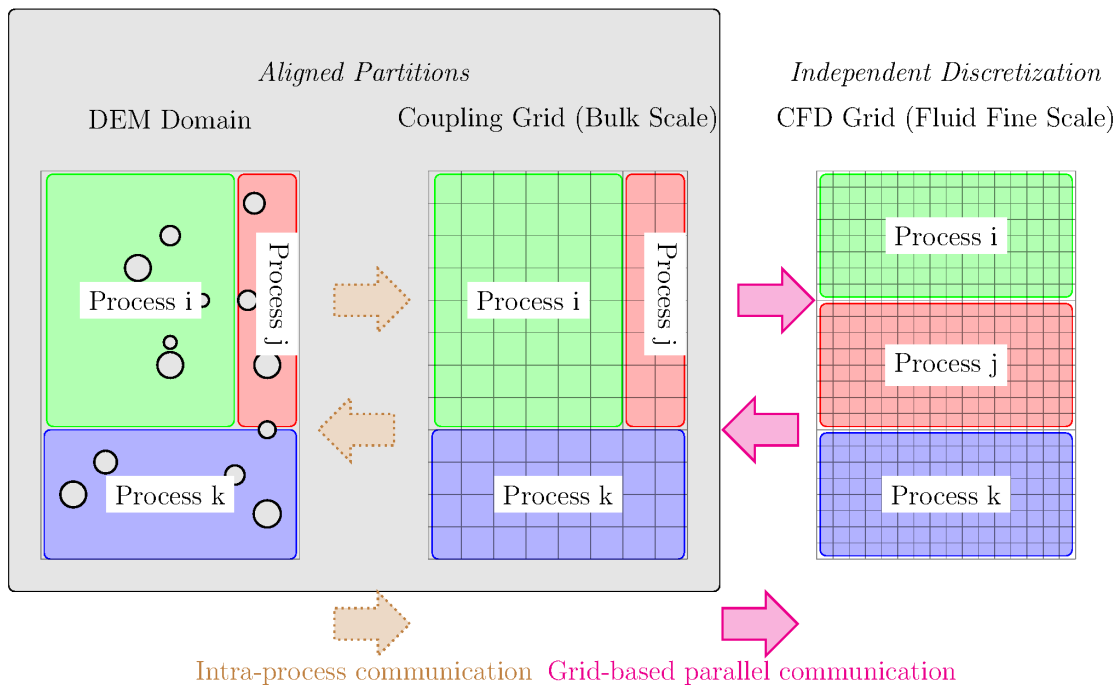 Aligned Partitions
Independent Discretization
DEM Domain
Coupling Grid (Bulk Scale)
CFD Grid (Fluid Fine Scale)
Process i
Process j
Process k
Process i
Process j
Process k
Process i
Process j
Process k
Intra-process communication
Grid-based parallel communication